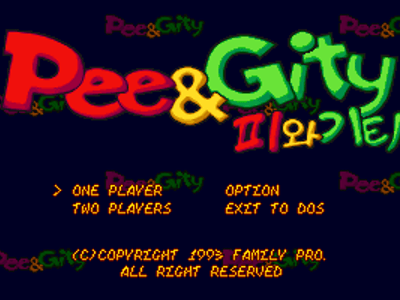 Pee&Gity
피와기티
> ONE PLAYER OPTION
TWO PLAYERS EXIT TO DOS
(C)COPYRIGHT 1993 FAMILY PRO.
ALL RIGHT RESERVED